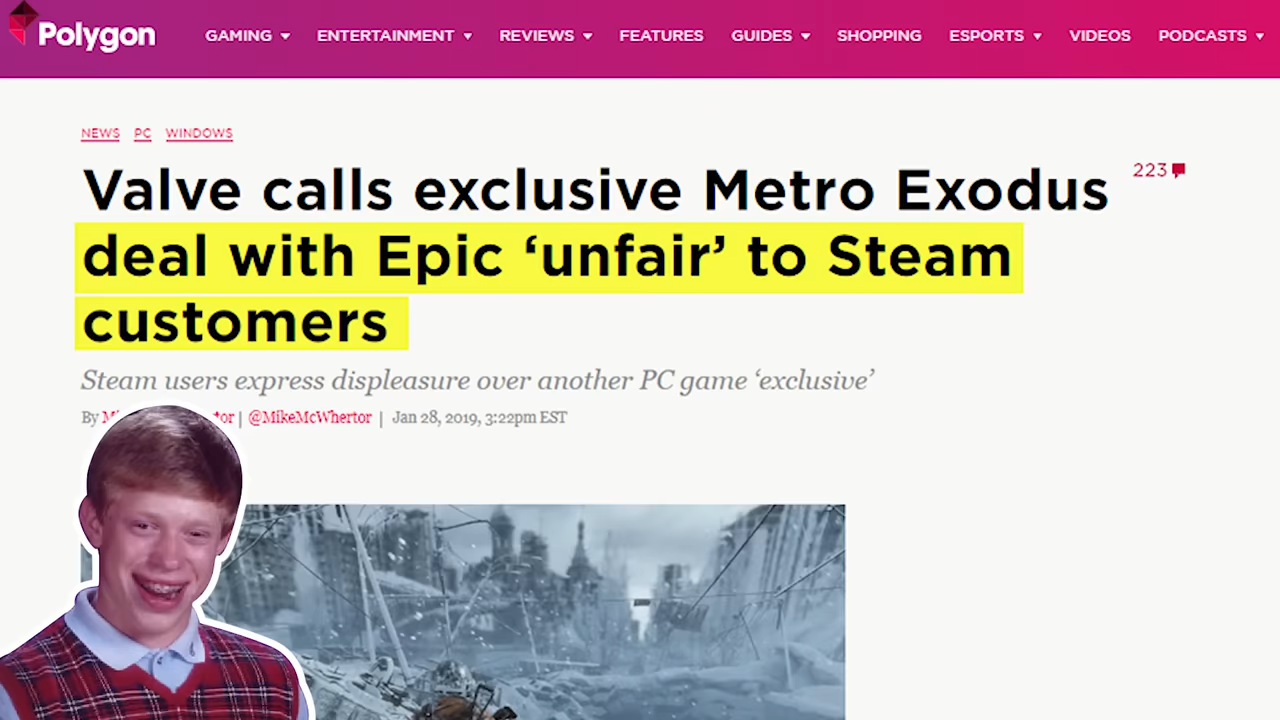 Polygon
GAMING ENTERTAINMENT REVIEWS FEATURES GUIDES SHOPPING ESPORTS VIDEOS PODCASTS
NEWS PC WINDOWS
Valve calls exclusive Metro Exodus
223
deal with Epic ‘unfair’ to Steam
customers
Steam users express displeasure over another PC game ‘exclusive’
By | @MikeMcWhertor | Jan 28, 2019, 3:22pm EST